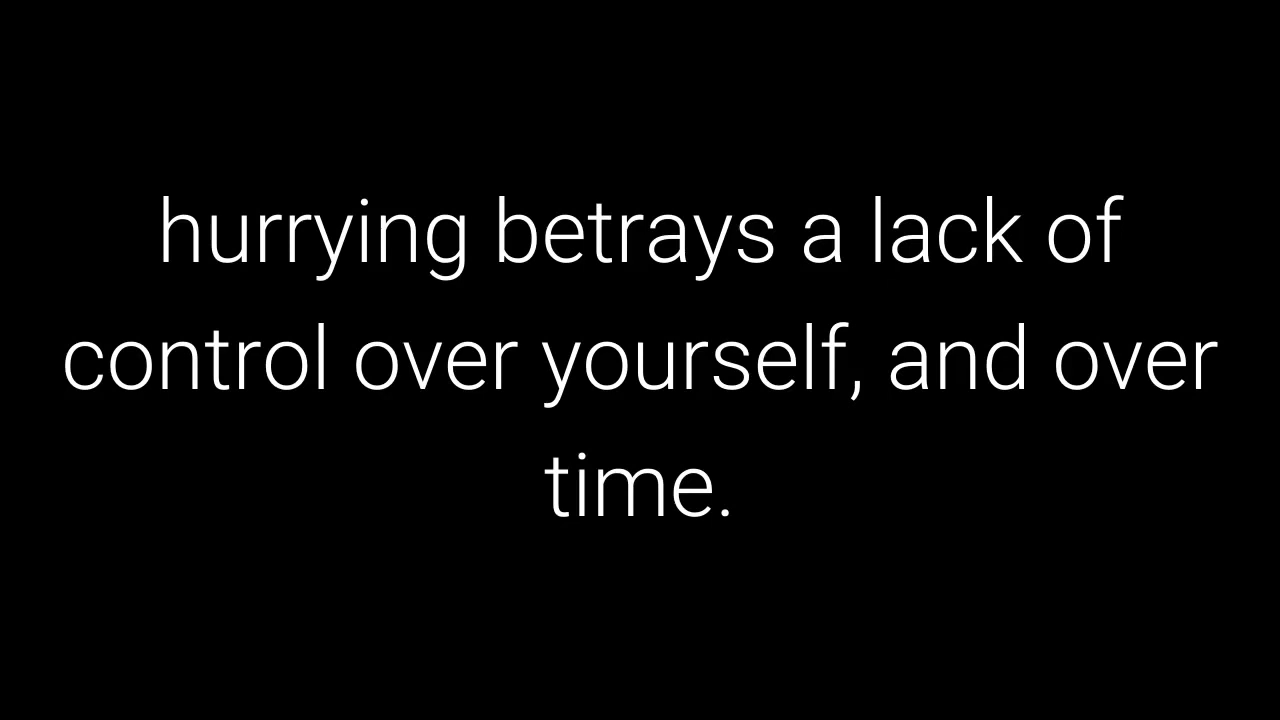 hurrying betrays a lack of
control over yourself, and over
time.